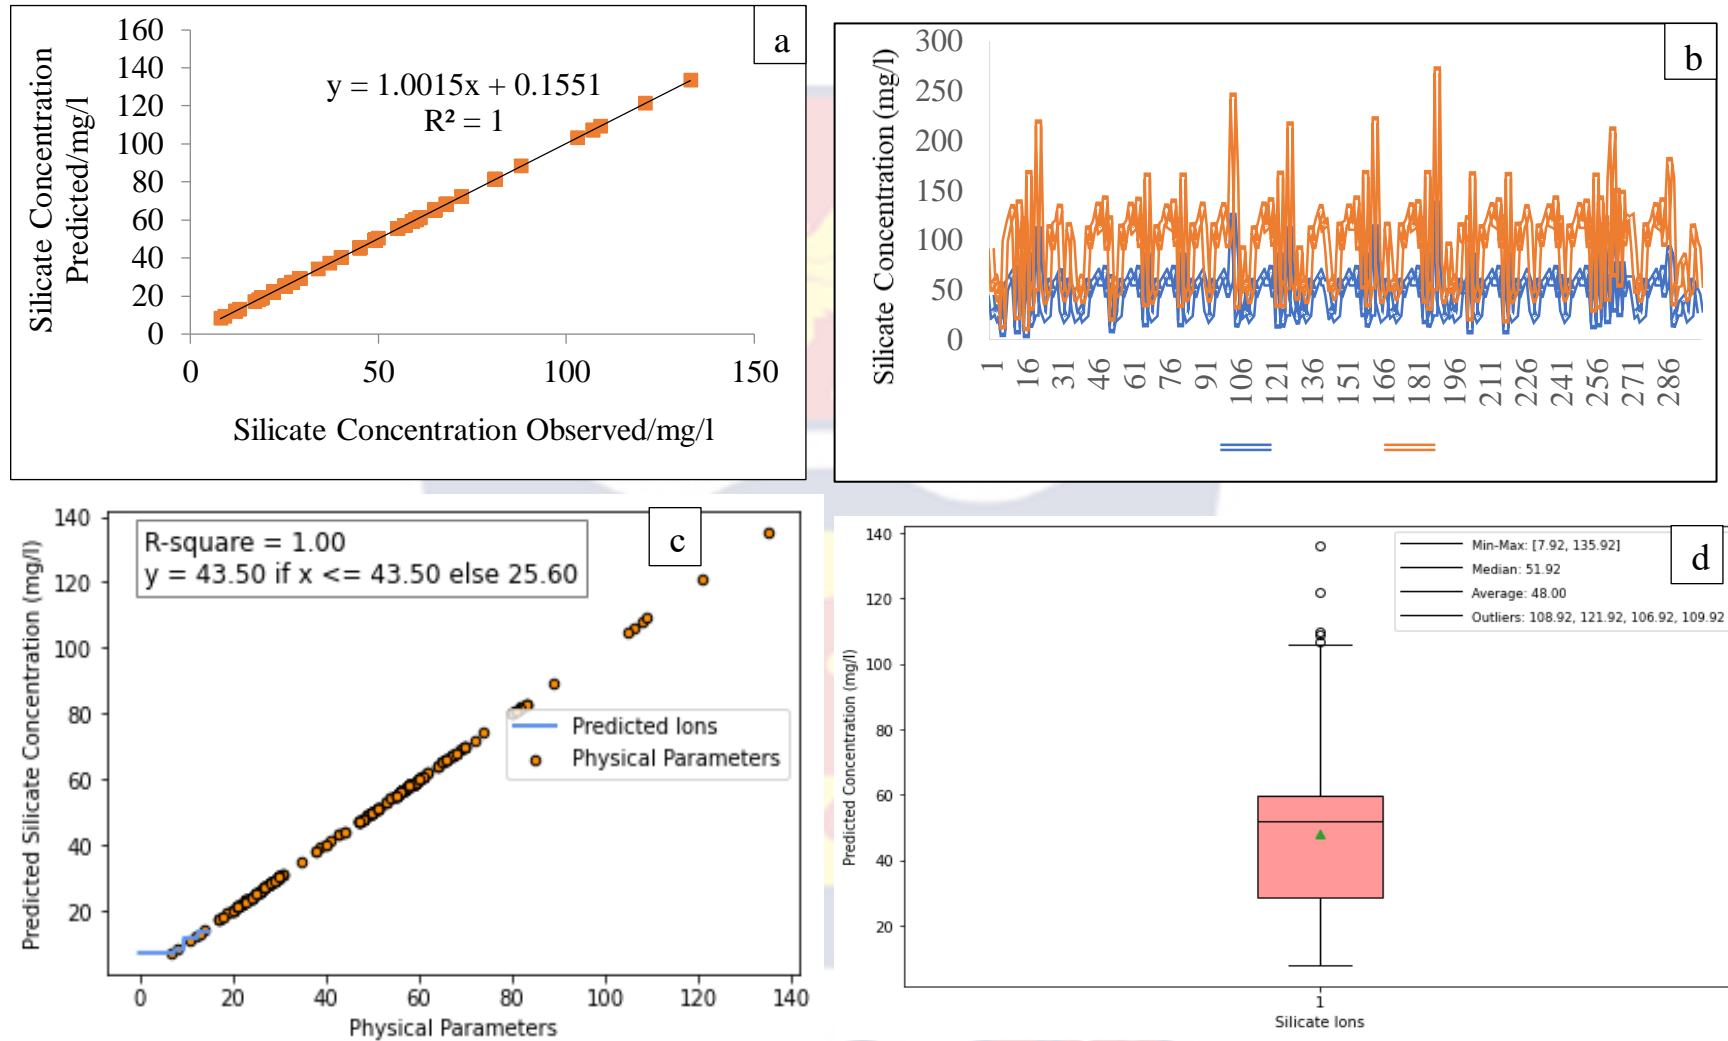 a
160
140
120
100
80
60
40
20
0
Silicate Concentration
Predicted/mg/l
y = 1.0015x + 0.1551
R² = 1
0 50 100 150
Silicate Concentration Observed/mg/l
b
300
250
200
150
100
50
0
Silicate Concentration (mg/l)
1 16 31 46 61 76 91 106 121 136 151 166 181 196 211 226 241 256 271 286
c
140
120
100
80
60
40
20
Predicted Silicate Concentration (mg/l)
R-square = 1.00
y = 43.50 if x <= 43.50 else 25.60
Predicted Ions
Physical Parameters
0 20 40 60 80 100 120 140
Physical Parameters
d
140
120
100
80
60
40
20
Predicted Concentration (mg/l)
Min-Max: [7.92, 135.92]
Median: 51.92
Average: 48.00
Outliers: 108.92, 121.92, 106.92, 109.92
1
Silicate Ions